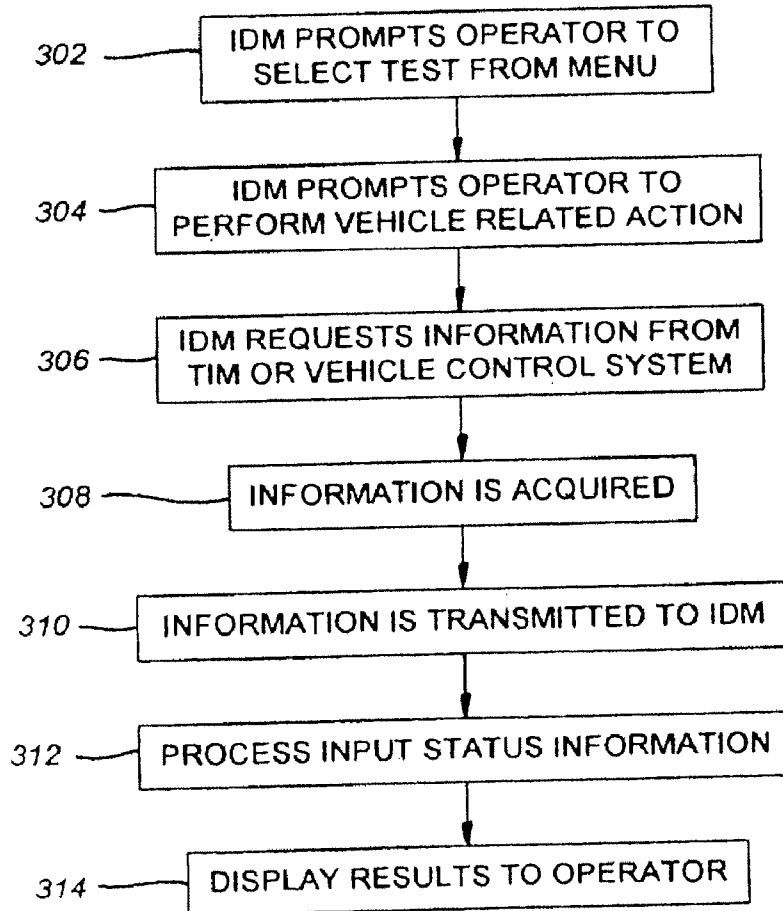 302
IDM PROMPTS OPERATOR TO
SELECT TEST FROM MENU
304
IDM PROMPTS OPERATOR TO
PERFORM VEHICLE RELATED ACTION
306
IDM REQUESTS INFORMATION FROM
TIM OR VEHICLE CONTROL SYSTEM
308
INFORMATION IS ACQUIRED
310
INFORMATION IS TRANSMITTED TO IDM
312
PROCESS INPUT STATUS INFORMATION
314
DISPLAY RESULTS TO OPERATOR